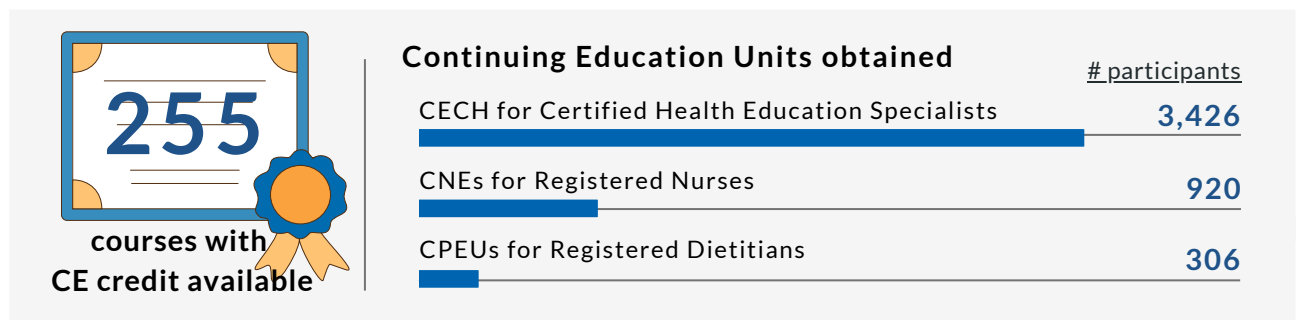 255
courses with
CE credit available
Continuing Education Units obtained
# participants
CECH for Certified Health Education Specialists
3,426
CNEs for Registered Nurses
920
CPEUs for Registered Dietitians
306